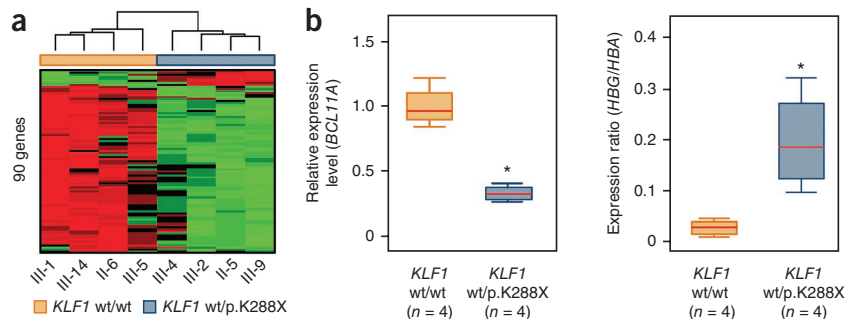 a
90 genes
III-1
III-14
II-6
III-5
III-4
III-2
II-5
III-9
KLF1 wt/wt
KLF1 wt/p.K288X
b
Relative expression
level (BCL11A)
1.5
1.0
0.5
0
*
KLF1
wt/wt
(n = 4)
KLF1
wt/p.K288X
(n = 4)
Expression ratio (HBG/HBA)
0.4
0.3
0.2
0.1
0
*
KLF1
wt/wt
(n = 4)
KLF1
wt/p.K288X
(n = 4)